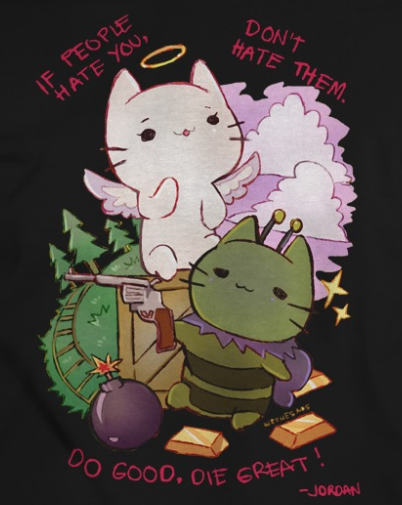 IF PEOPLE
HATE YOU,
DON'T
HATE THEM.
DO GOOD, DIE GREAT!
-JORDAN